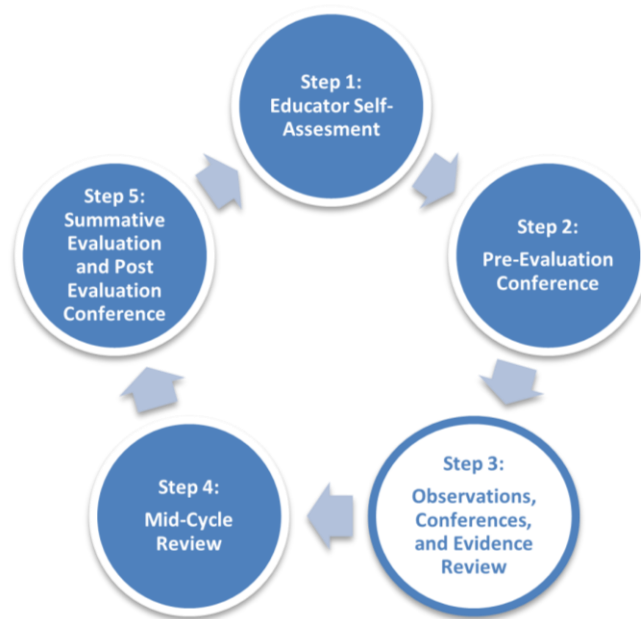 Step 1:
Educator Self-
Assesment
Step 2:
Pre-Evaluation
Conference
Step 3:
Observations,
Conferences,
and Evidence
Review
Step 4:
Mid-Cycle
Review
Step 5:
Summative
Evaluation
and Post
Evaluation
Conference